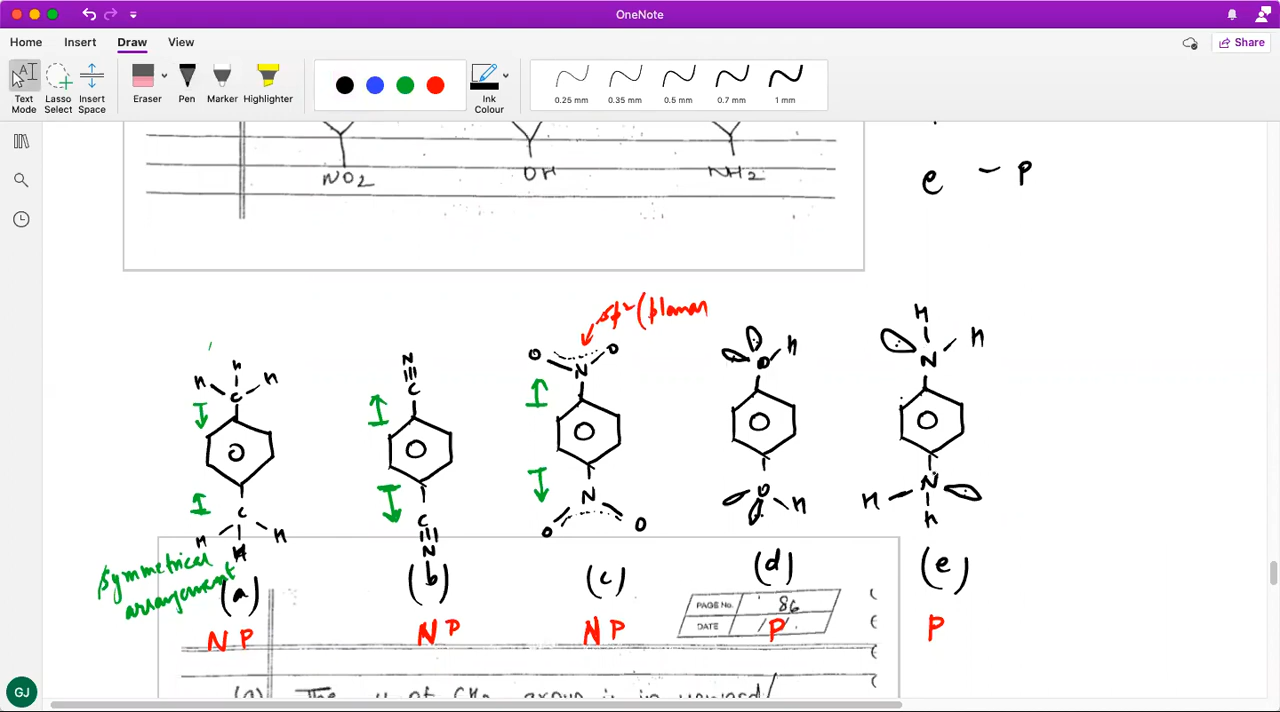 OneNote
Home Insert Draw View
Share
Text Mode
Lasso Select
Insert Space
Eraser
Pen
Marker
Highlighter
Ink Colour
0.25 mm
0.35 mm
0.5 mm
0.7 mm
1 mm
NO2 OH NH2
e - P
sp² (planar
H H H C
N C
O O N
O H
H H N
C H H H
C N
N O O
O H
N H H
Symmetrical arrangement
(a) (b) (c) (d) (e)
NP NP NP P P
PAGE No. 86
DATE / /
GJ